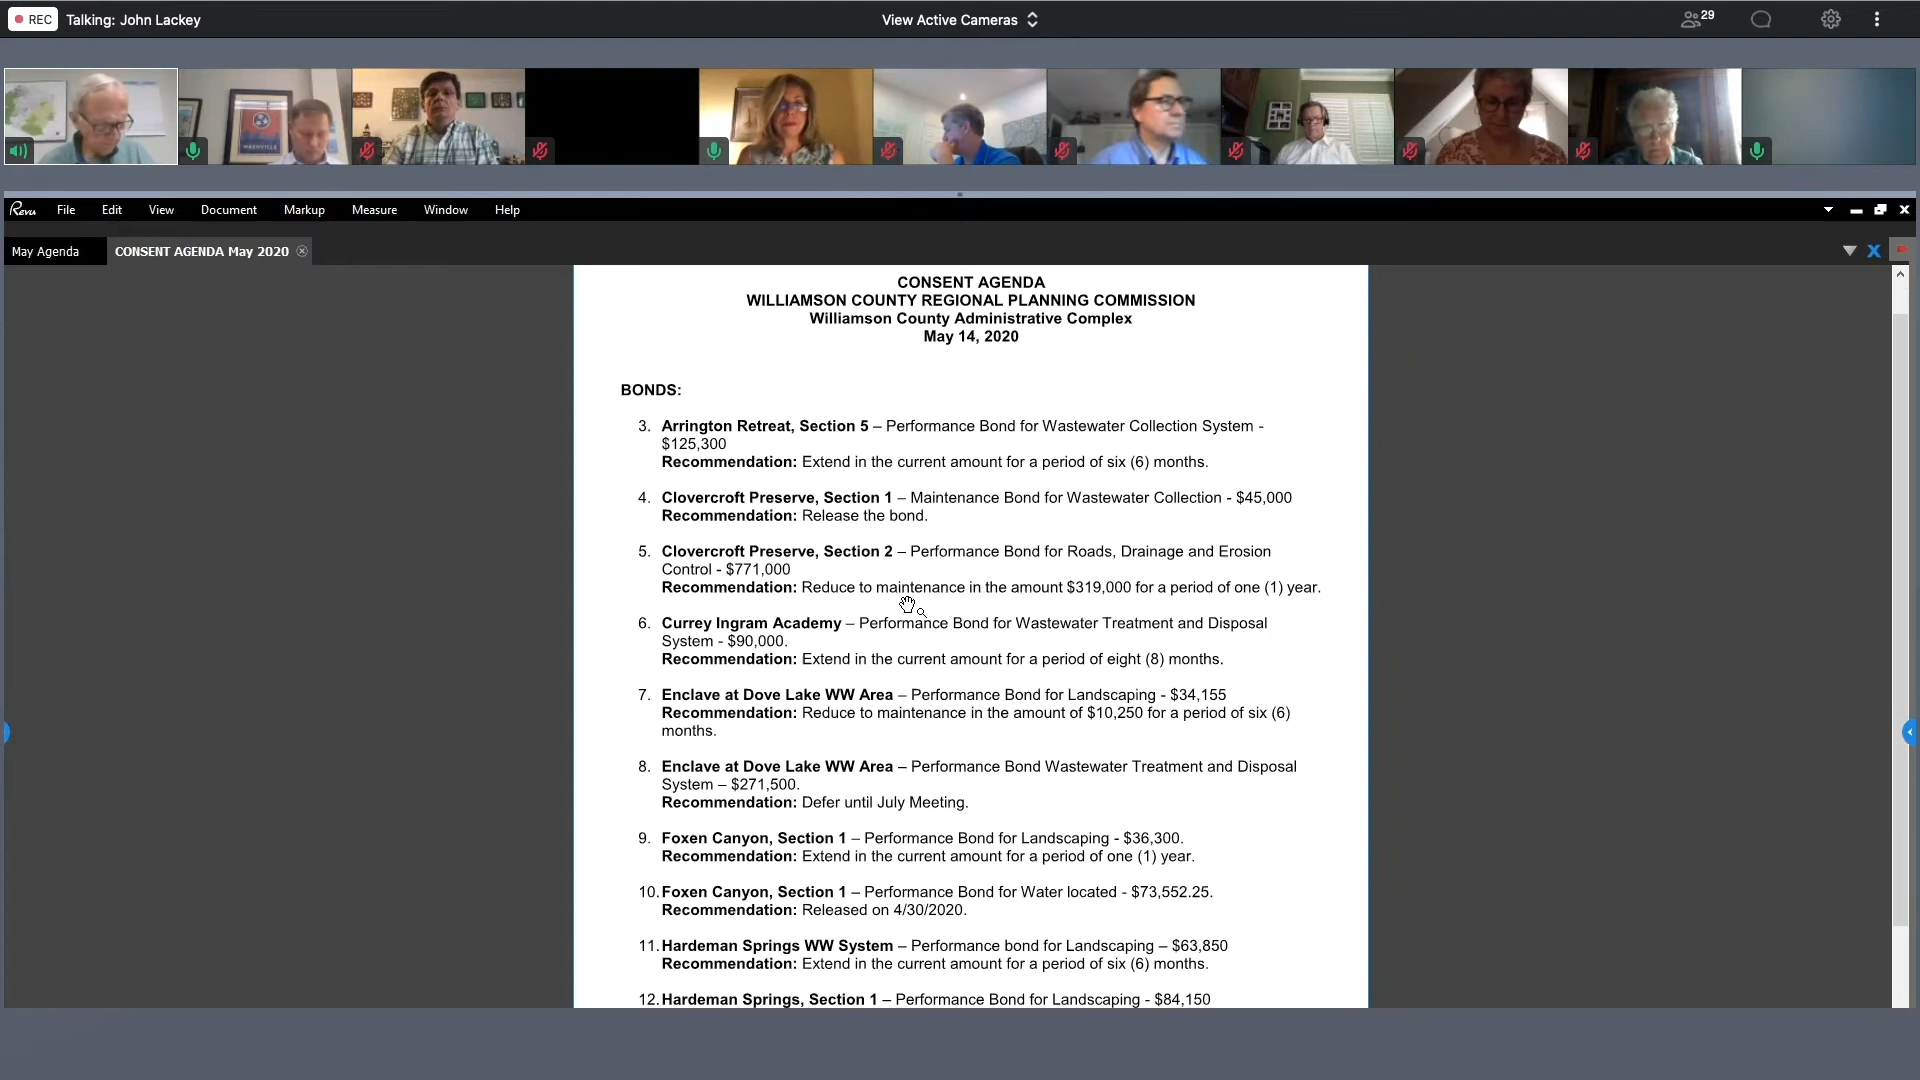 REC Talking: John Lackey
View Active Cameras
29
NASHVILLE
Revu File Edit View Document Markup Measure Window Help
May Agenda CONSENT AGENDA May 2020
CONSENT AGENDA
WILLIAMSON COUNTY REGIONAL PLANNING COMMISSION
Williamson County Administrative Complex
May 14, 2020
BONDS:
3. Arrington Retreat, Section 5 – Performance Bond for Wastewater Collection System -
$125,300
Recommendation: Extend in the current amount for a period of six (6) months.
4. Clovercroft Preserve, Section 1 – Maintenance Bond for Wastewater Collection - $45,000
Recommendation: Release the bond.
5. Clovercroft Preserve, Section 2 – Performance Bond for Roads, Drainage and Erosion
Control - $771,000
Recommendation: Reduce to maintenance in the amount $319,000 for a period of one (1) year.
6. Currey Ingram Academy – Performance Bond for Wastewater Treatment and Disposal
System - $90,000.
Recommendation: Extend in the current amount for a period of eight (8) months.
7. Enclave at Dove Lake WW Area – Performance Bond for Landscaping - $34,155
Recommendation: Reduce to maintenance in the amount of $10,250 for a period of six (6)
months.
8. Enclave at Dove Lake WW Area – Performance Bond Wastewater Treatment and Disposal
System – $271,500.
Recommendation: Defer until July Meeting.
9. Foxen Canyon, Section 1 – Performance Bond for Landscaping - $36,300.
Recommendation: Extend in the current amount for a period of one (1) year.
10. Foxen Canyon, Section 1 – Performance Bond for Water located - $73,552.25.
Recommendation: Released on 4/30/2020.
11. Hardeman Springs WW System – Performance bond for Landscaping – $63,850
Recommendation: Extend in the current amount for a period of six (6) months.
12. Hardeman Springs, Section 1 – Performance Bond for Landscaping - $84,150